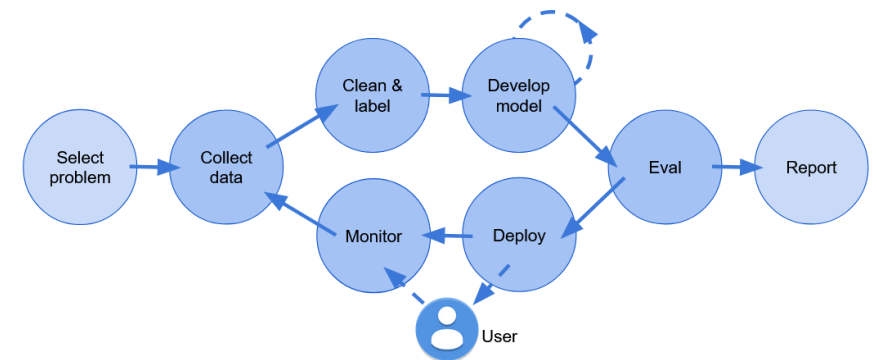 Select
problem
Collect
data
Clean &
label
Develop
model
Eval
Report
Deploy
Monitor
User